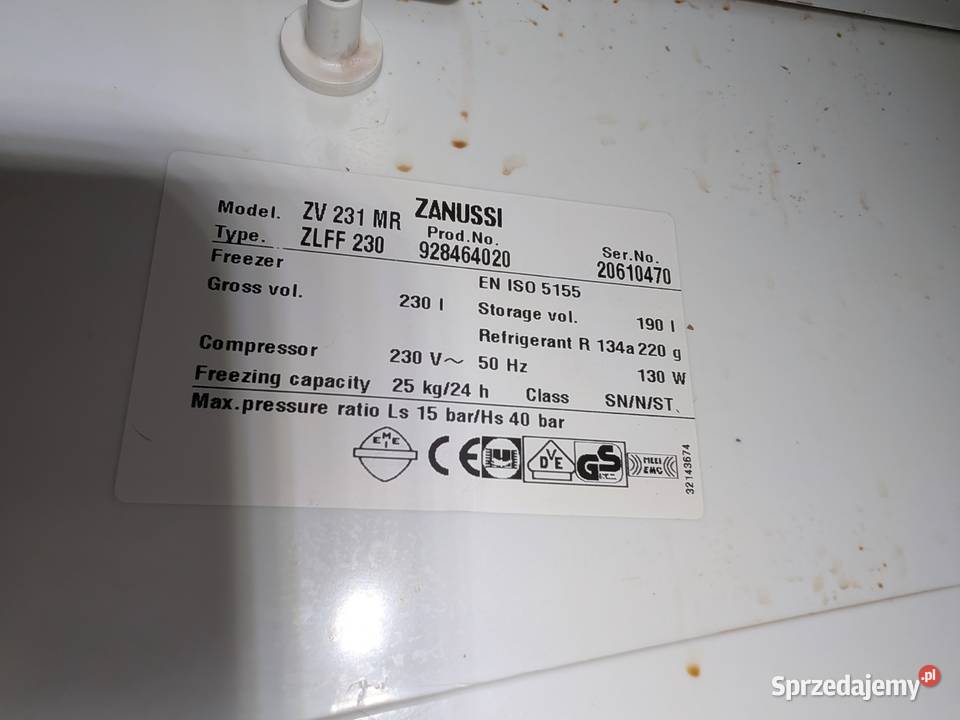 Model. ZV 231 MR ZANUSSI
Type. ZLFF 230 Prod.No. 928464020 Ser.No. 20610470
Freezer EN ISO 5155
Gross vol. 230 l Storage vol. 190 l
Refrigerant R 134a 220 g
Compressor 230 V~ 50 Hz 130 W
Freezing capacity 25 kg/24 h Class SN/N/ST.
Max.pressure ratio Ls 15 bar/Hs 40 bar
EMEI CE VDE GS EMC
32143674
Sprzedajemy.pl